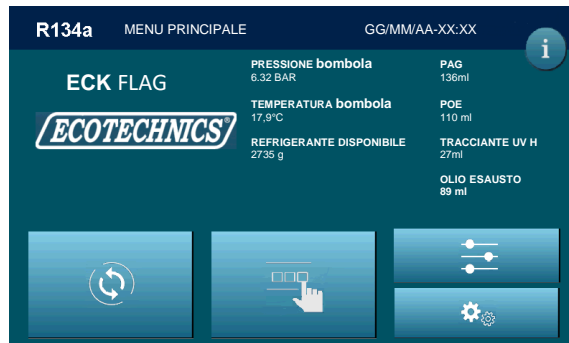 R134a MENU PRINCIPALE GG/MM/AA-XX:XX
i
ECK FLAG
ECOTECHNICS
PRESSIONE bombola
6.32 BAR
TEMPERATURA bombola
17,9°C
REFRIGERANTE DISPONIBILE
2735 g
PAG
136ml
POE
110 ml
TRACCIANTE UV H
27ml
OLIO ESAUSTO
89 ml